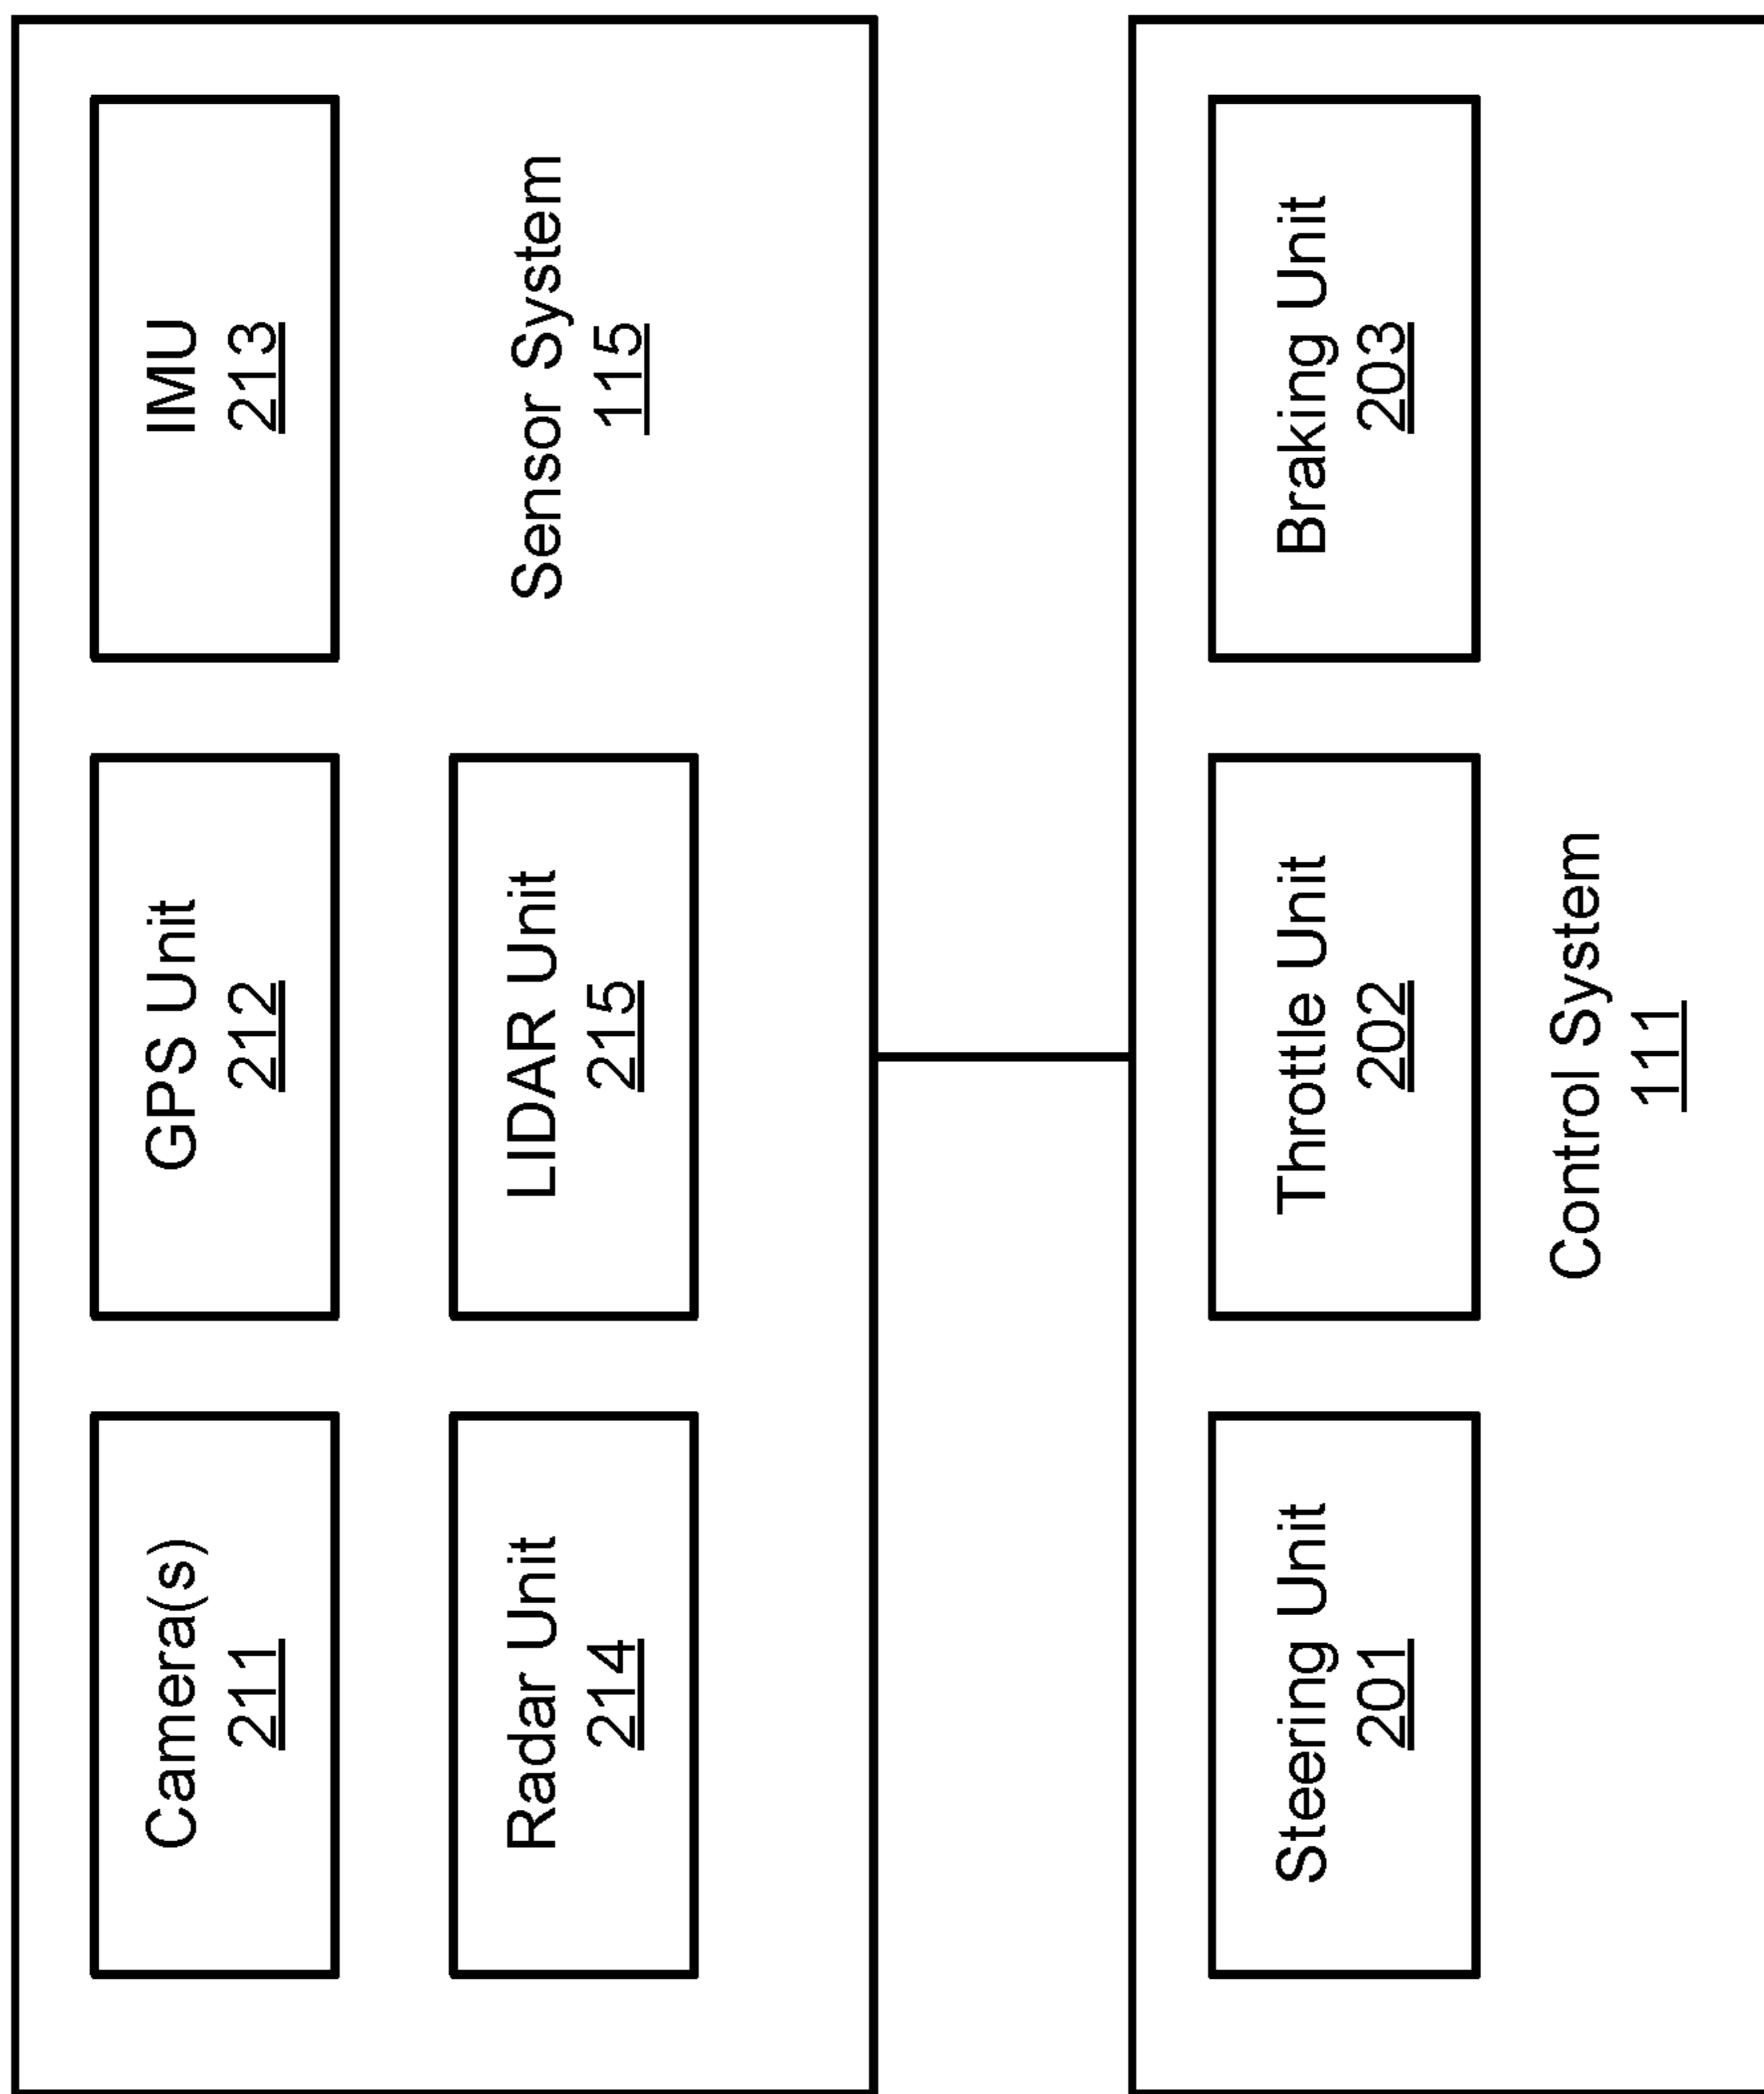 Camera(s)
211
GPS Unit
212
IMU
213
Radar Unit
214
LIDAR Unit
215
Sensor System
115
Steering Unit
201
Throttle Unit
202
Braking Unit
203
Control System
111